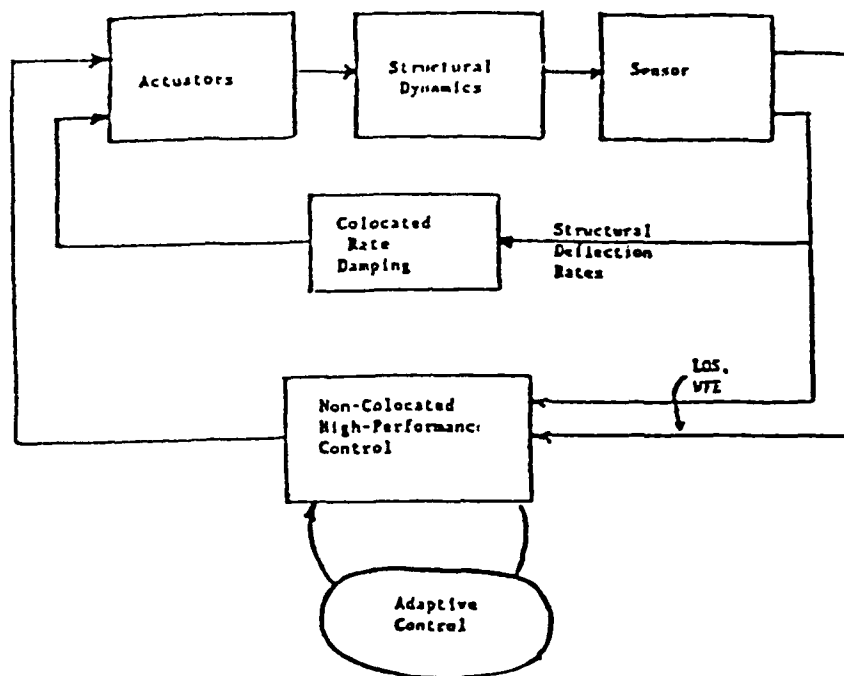 Actuators
Structural
Dynamics
Sensor
Colocated
Rate
Damping
Structural
Deflection
Rates
LOS,
WFE
Non-Colocated
High-Performance
Control
Adaptive
Control